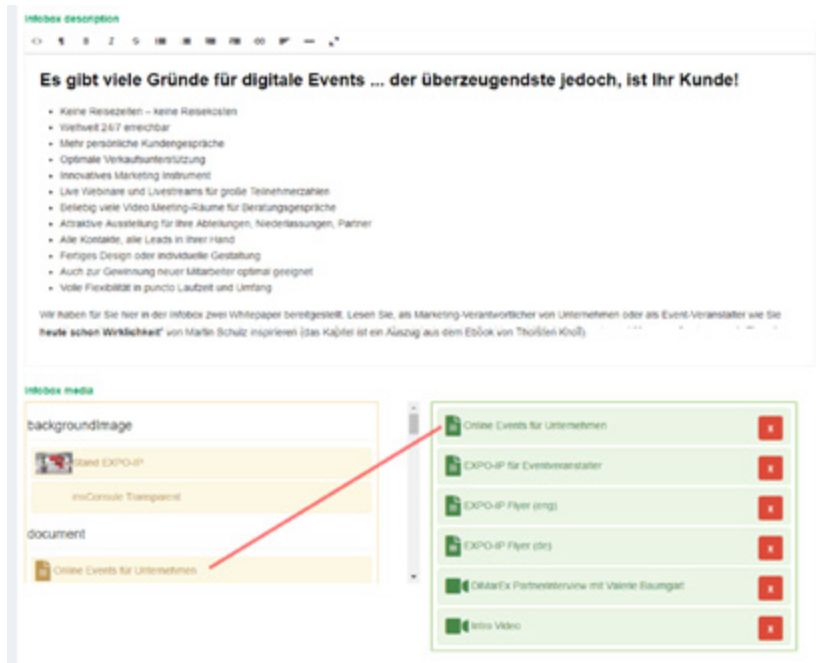 Infobox description
Es gibt viele Gründe für digitale Events ... der überzeugendste jedoch, ist Ihr Kunde!
Keine Reisezeiten – keine Reisekosten
Weltweit 24/7 erreichbar
Mehr persönliche Kundengespräche
Optimale Verkaufsunterstützung
Innovatives Marketing Instrument
Live Webinare und Livestreams für große Teilnehmerzahlen
Beliebig viele Video Meeting-Räume für Beratungsgespräche
Attraktive Ausstellung für Ihre Abteilungen, Niederlassungen, Partner
Alle Kontakte, alle Leads in Ihrer Hand
Fertiges Design oder individuelle Gestaltung
Auch zur Gewinnung neuer Mitarbeiter optimal geeignet
Volle Flexibilität in puncto Laufzeit und Umfang
Wir haben für Sie hier in der Infobox zwei Whitepaper bereitgestellt. Lesen Sie, als Marketing-Verantwortlicher von Unternehmen oder als Event-Veranstalter wie Sie
heute schon Wirklichkeit" von Martin Schulz inspirieren (das Kapitel ist ein Auszug aus dem Ebook von Thorsten Knoll)
Infobox media
backgroundImage
Stand EXPO-IP
Transparent
document
Online Events für Unternehmen
Online Events für Unternehmen x
EXPO-IP für Eventveranstalter x
EXPO-IP Flyer (eng) x
EXPO-IP Flyer (de) x
DiMarEx Partnerinterview mit Valerie Baumgart x
Intro Video x